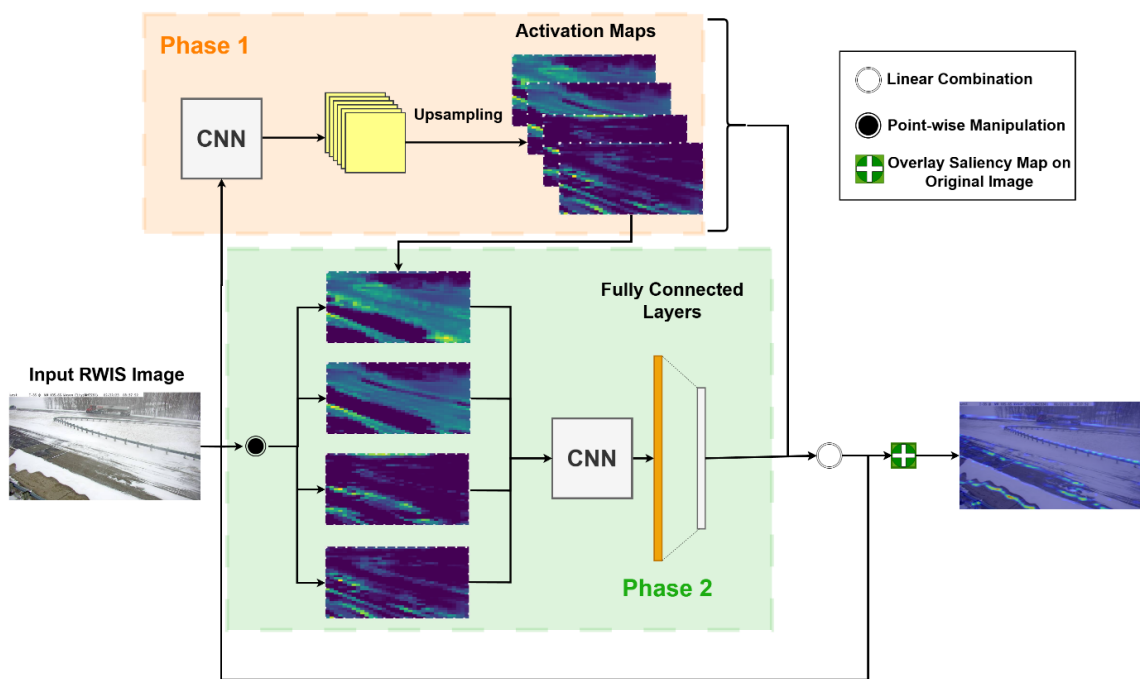 Phase 1
Activation Maps
CNN
Upsampling
Linear Combination
Point-wise Manipulation
Overlay Saliency Map on
Original Image
Fully Connected
Layers
Input RWIS Image
CNN
Phase 2